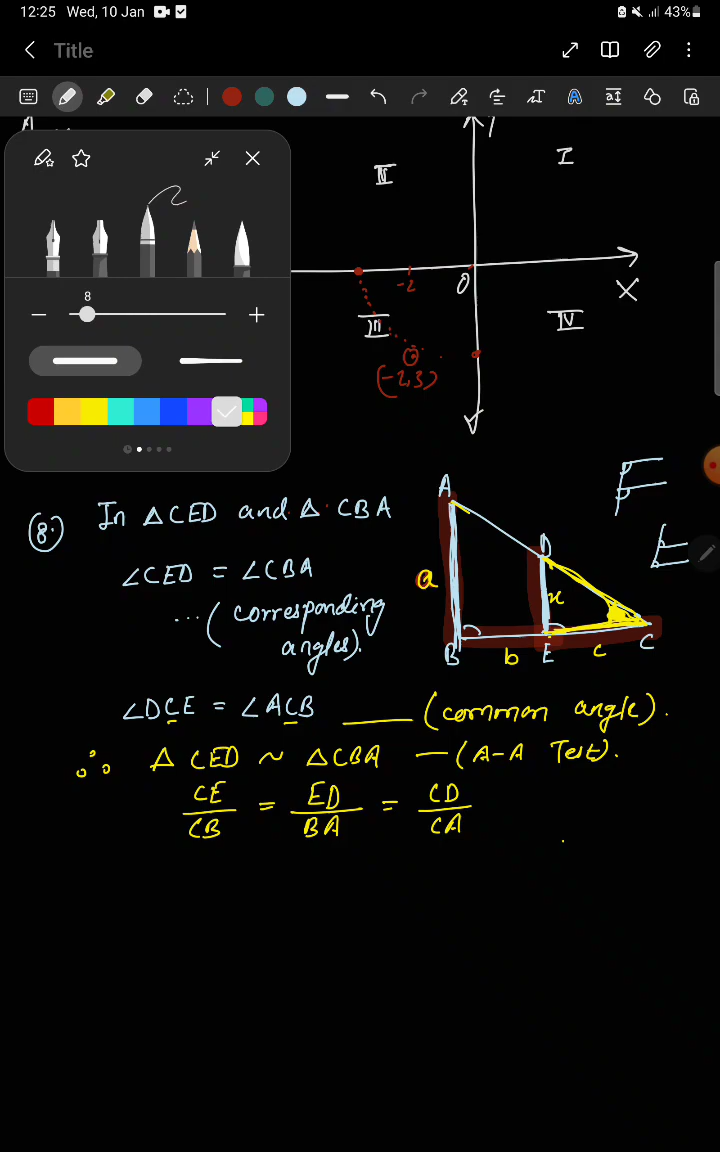 12:25 Wed, 10 Jan 43%
Title
Y
II
I
-2
O
X
III
IV
(-2,3)
8
(8.) In △CED and △ CBA
∠CED = ∠CBA
... (corresponding
angles).
A
D
a
x
B
b
E
c
C
∠DCE = ∠ACB —— (common angle).
∴ △ CED ~ △CBA — (A-A Test).
CE/CB = ED/BA = CD/CA